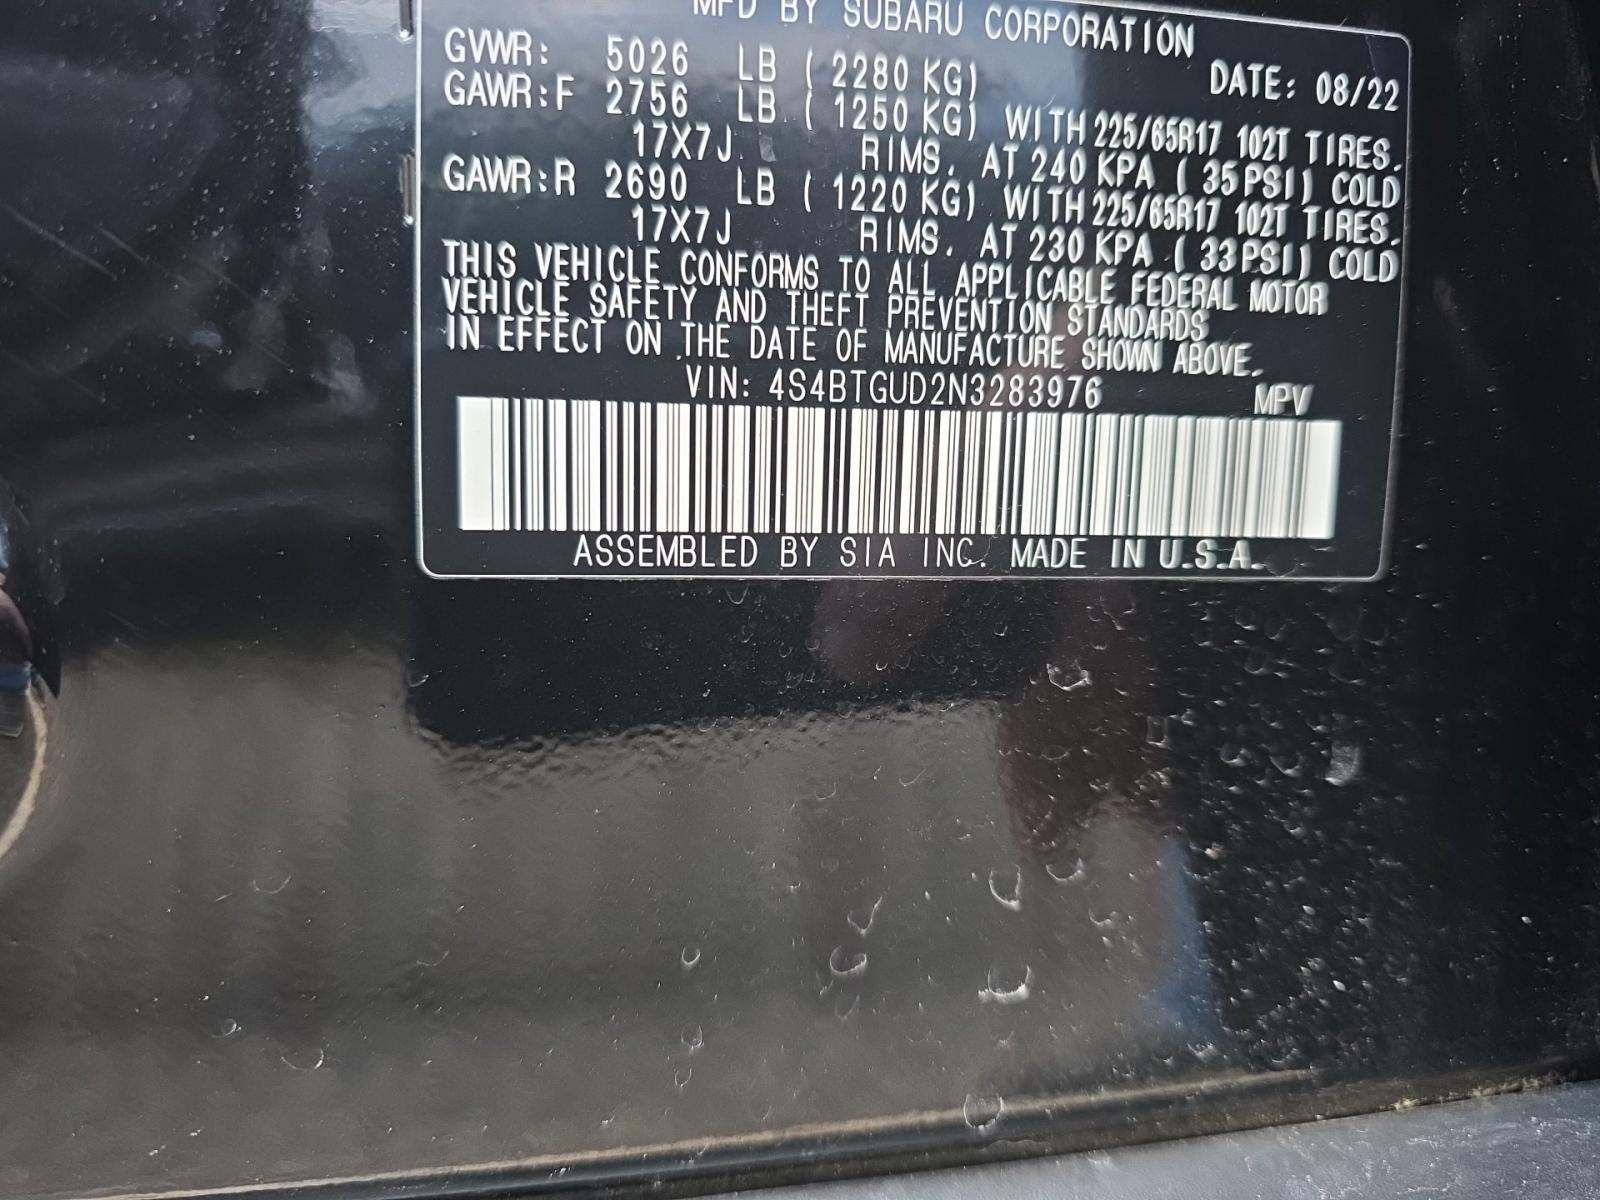 MFD BY SUBARU CORPORATION
GVWR: 5026 LB ( 2280 KG) DATE: 08/22
GAWR:F 2756 LB ( 1250 KG) WITH 225/65R17 102T TIRES.
17X7J RIMS. AT 240 KPA ( 35PSI) COLD
GAWR:R 2690 LB ( 1220 KG) WITH 225/65R17 102T TIRES.
17X7J RIMS. AT 230 KPA ( 33PSI) COLD
THIS VEHICLE CONFORMS TO ALL APPLICABLE FEDERAL MOTOR
VEHICLE SAFETY AND THEFT PREVENTION STANDARDS
IN EFFECT ON THE DATE OF MANUFACTURE SHOWN ABOVE.
VIN: 4S4BTGUD2N3283976 MPV
ASSEMBLED BY SIA INC. MADE IN U.S.A.